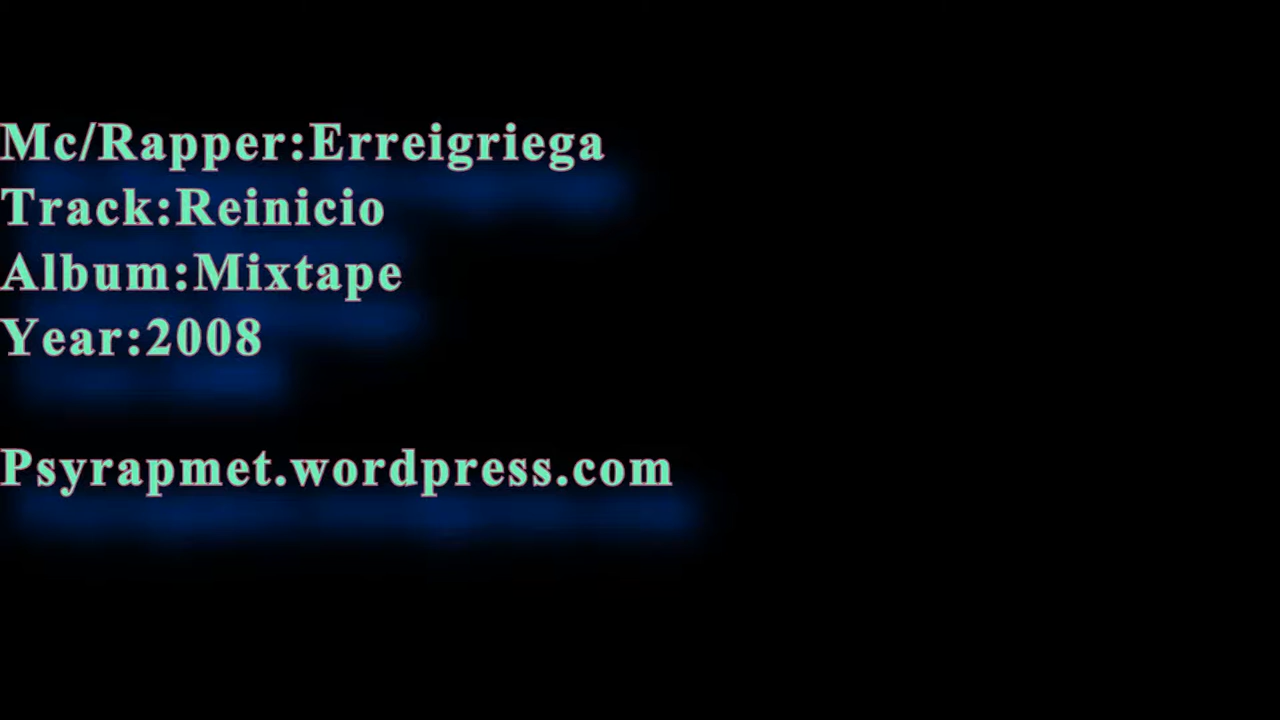 Mc/Rapper:Erreigriega
Track:Reinicio
Album:Mixtape
Year:2008
Psyrapmet.wordpress.com